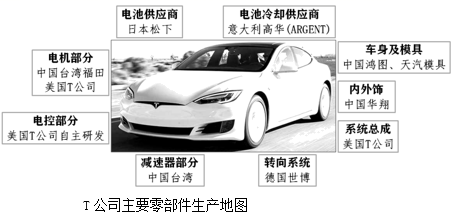 电池供应商
日本松下
电池冷却供应商
意大利高华(ARGENT)
电机部分
中国台湾福田
美国T公司
车身及模具
中国鸿图、天汽模具
内外饰
中国华翔
电控部分
美国T公司自主研发
系统总成
美国T公司
减速器部分
中国台湾
转向系统
德国世博
T公司主要零部件生产地图